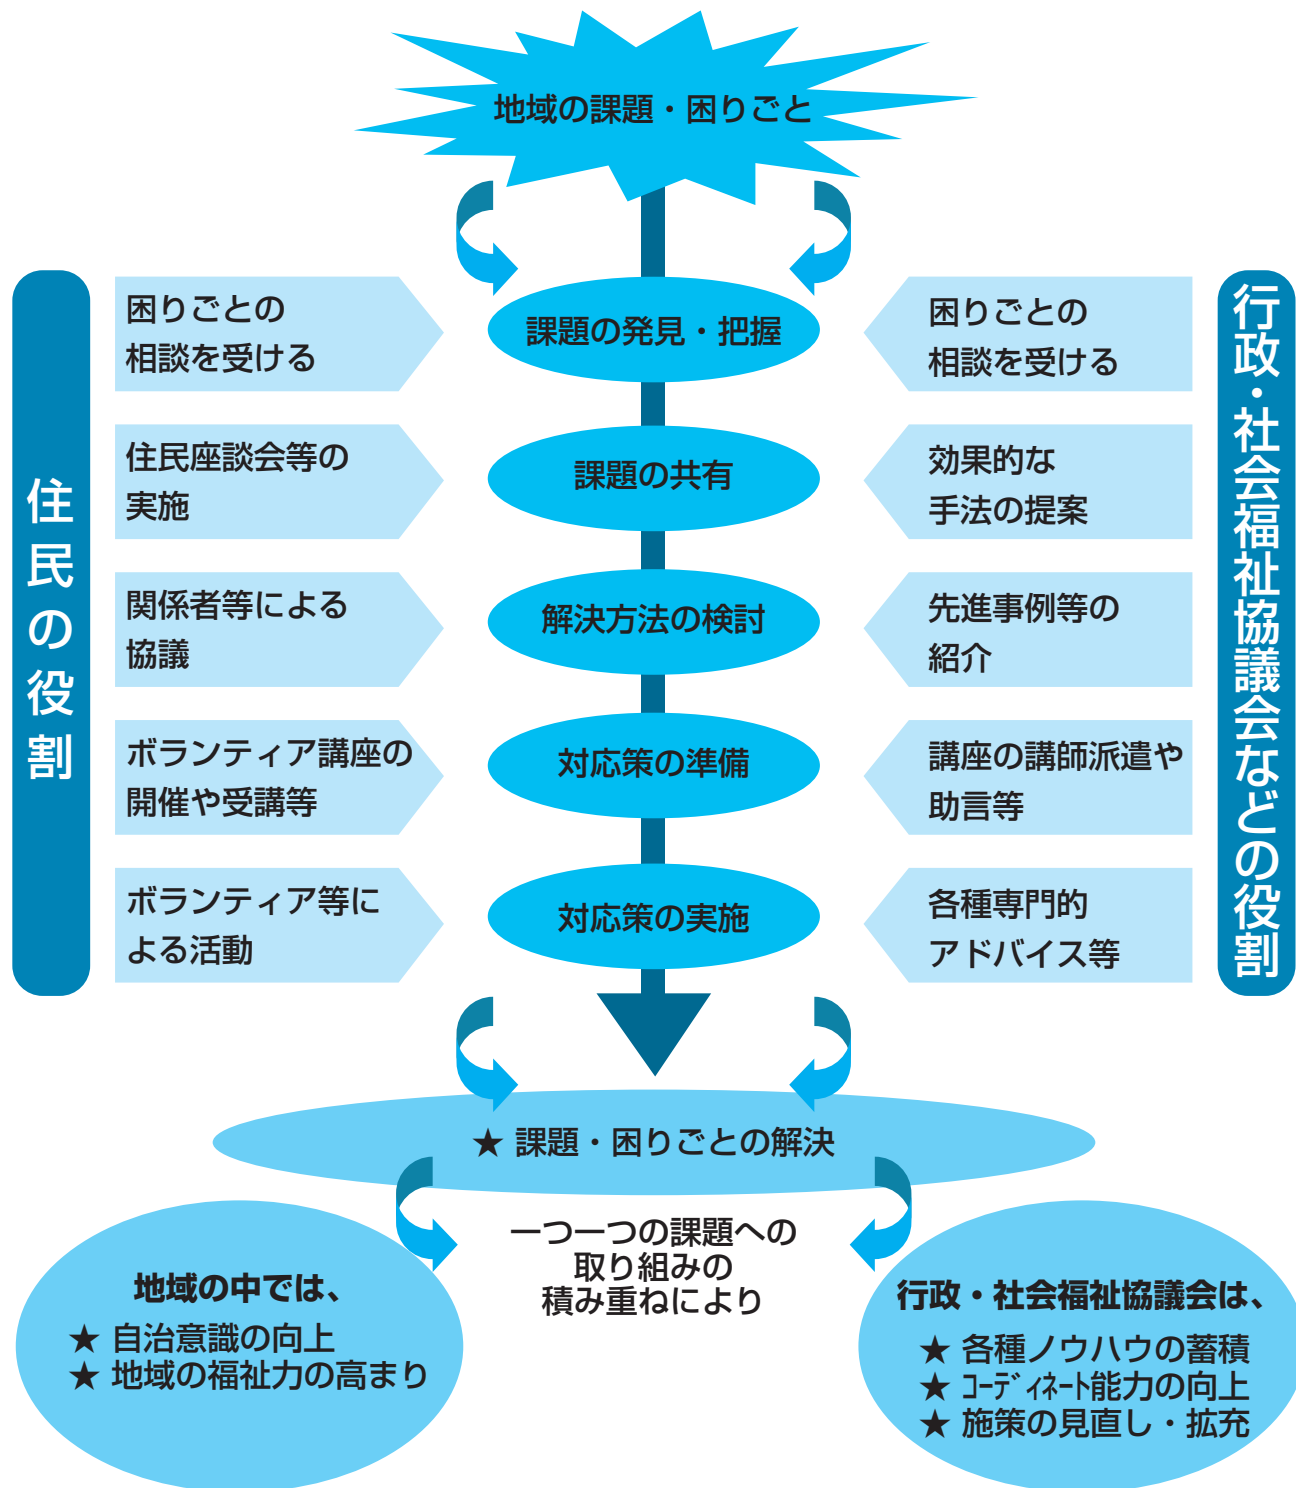 地域の課題・困りごと
住民の役割
困りごとの
相談を受ける
課題の発見・把握
困りごとの
相談を受ける
行政・社会福祉協議会などの役割
住民座談会等の
実施
課題の共有
効果的な
手法の提案
関係者等による
協議
解決方法の検討
先進事例等の
紹介
ボランティア講座の
開催や受講等
対応策の準備
講座の講師派遣や
助言等
ボランティア等に
よる活動
対応策の実施
各種専門的
アドバイス等
★ 課題・困りごとの解決
一つ一つの課題への
取り組みの
積み重ねにより
地域の中では、
★ 自治意識の向上
★ 地域の福祉力の高まり
行政・社会福祉協議会は、
★ 各種ノウハウの蓄積
★ ｺｰﾃﾞｨﾈｰﾄ能力の向上
★ 施策の見直し・拡充